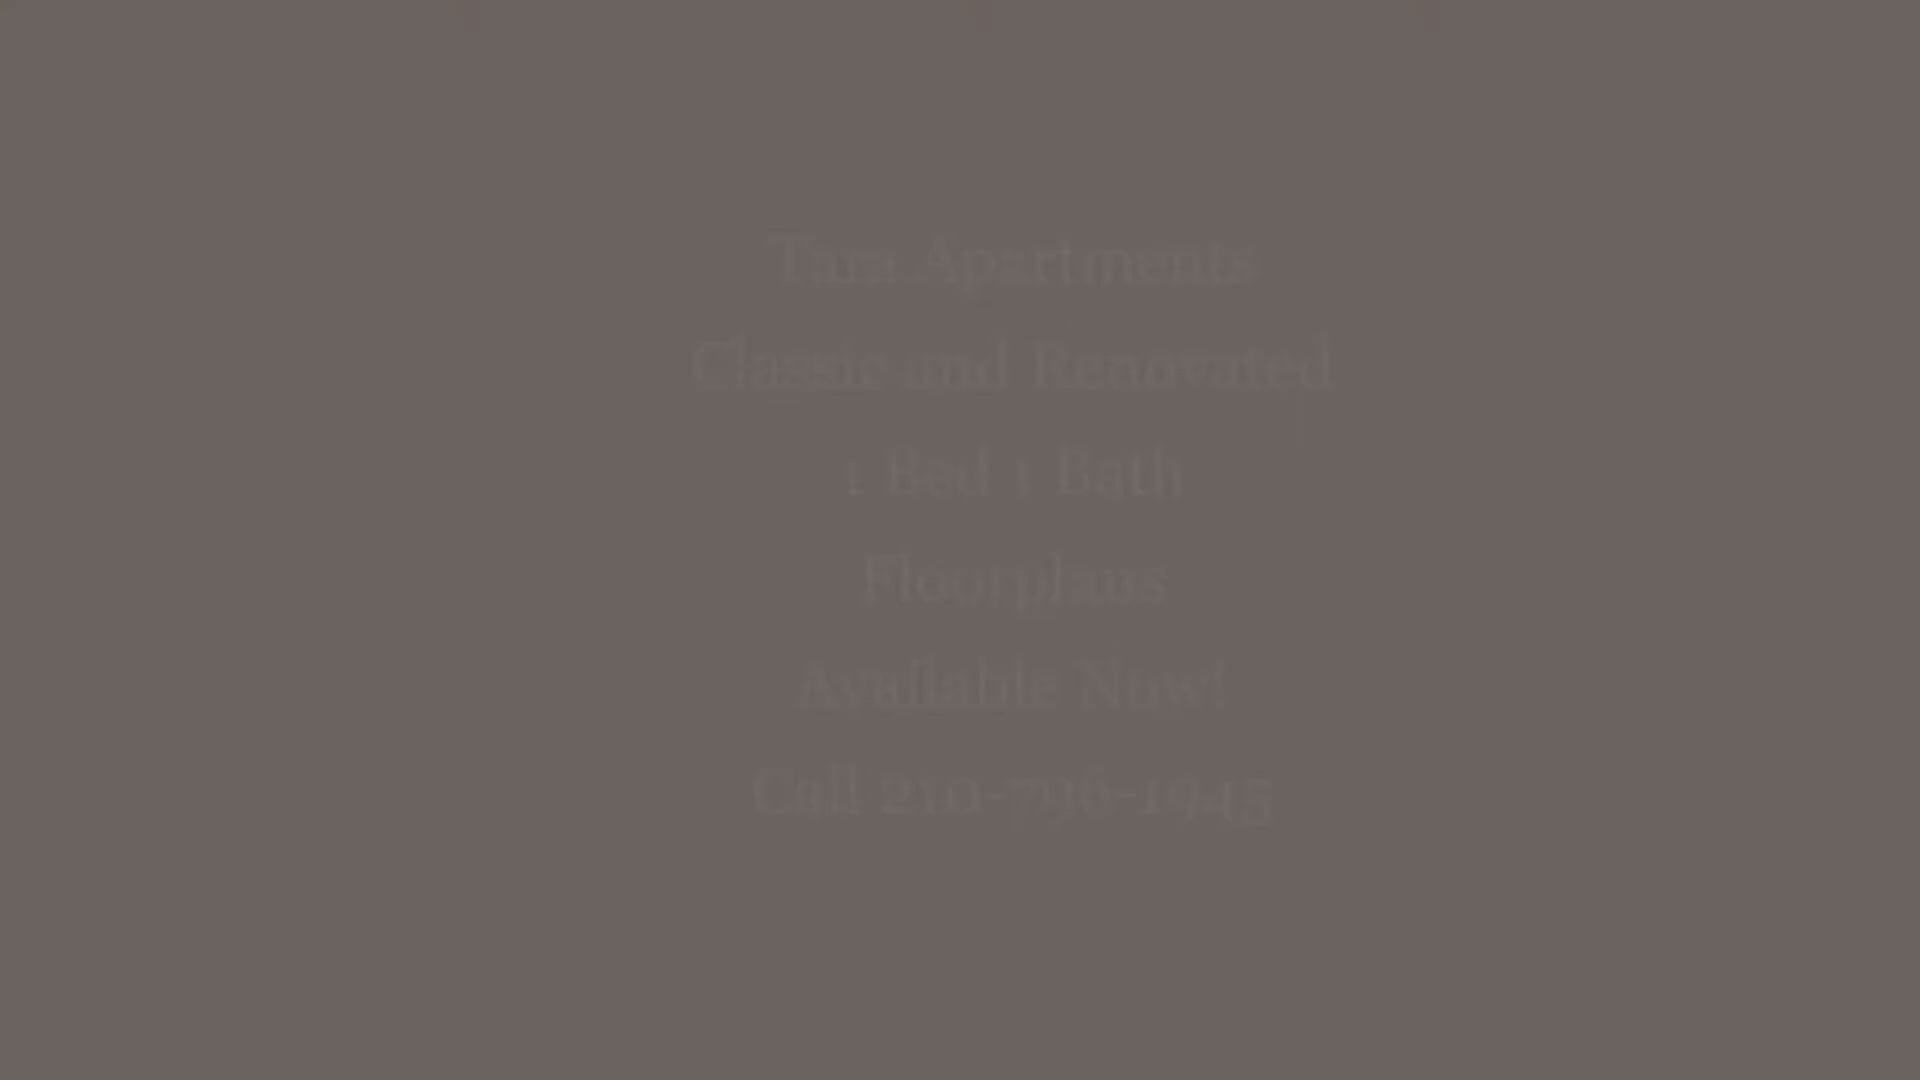 Tara Apartments
Classic and Renovated
1 Bed 1 Bath
Floorplans
Available Now!
Call 210-796-1945